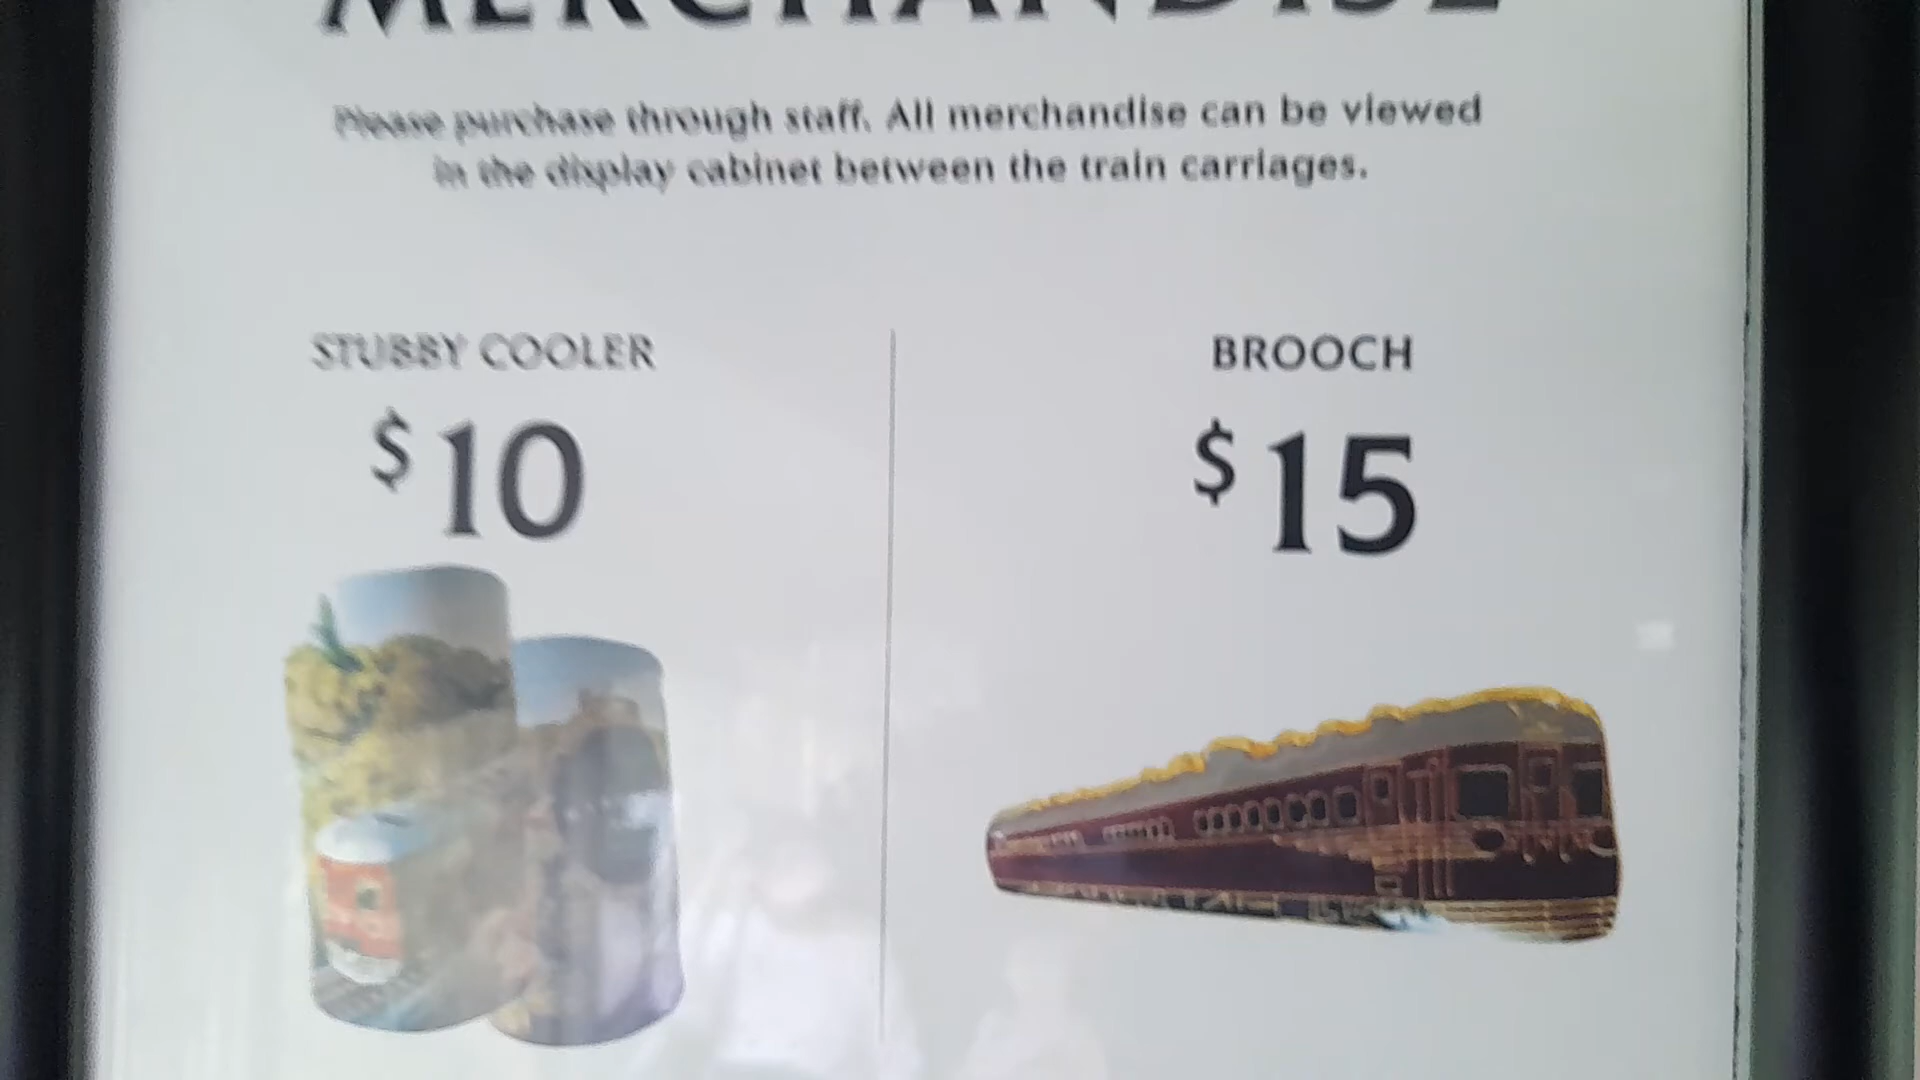 MERCHANDISE
Please purchase through staff. All merchandise can be viewed
in the display cabinet between the train carriages.
STUBBY COOLER
$10
BROOCH
$15